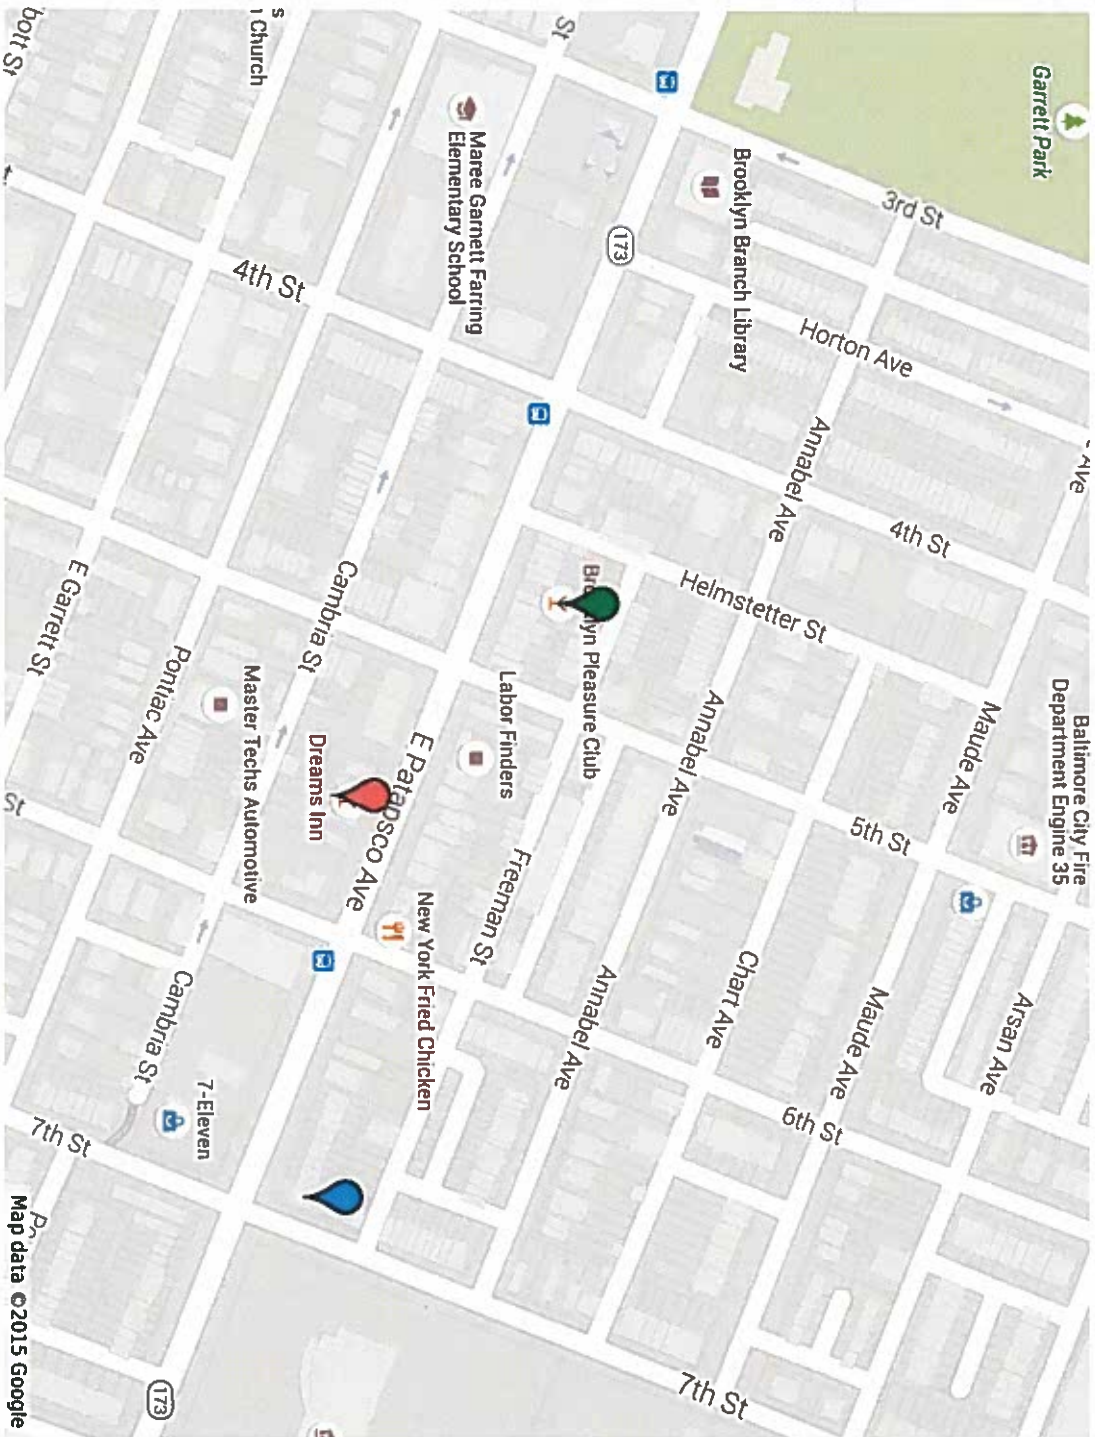 Garrett Park
3rd St
Brooklyn Branch Library
Horton Ave
Ave
173
St
Maree Garnett Farring
Elementary School
Church
4th St
Annabel Ave
4th St
Helmstetter St
Baltimore City Fire
Department Engine 35
Maude Ave
Annabel Ave
5th St
Labor Finders
E Patapsco Ave
Freeman St
Cambria St
Dreams Inn
Master Techs Automotive
Pontiac Ave
E Garrett St
St
New York Fried Chicken
Annabel Ave
Chart Ave
Maude Ave
Arsan Ave
6th St
Cambria St
7-Eleven
7th St
7th St
173
Map data ©2015 Google